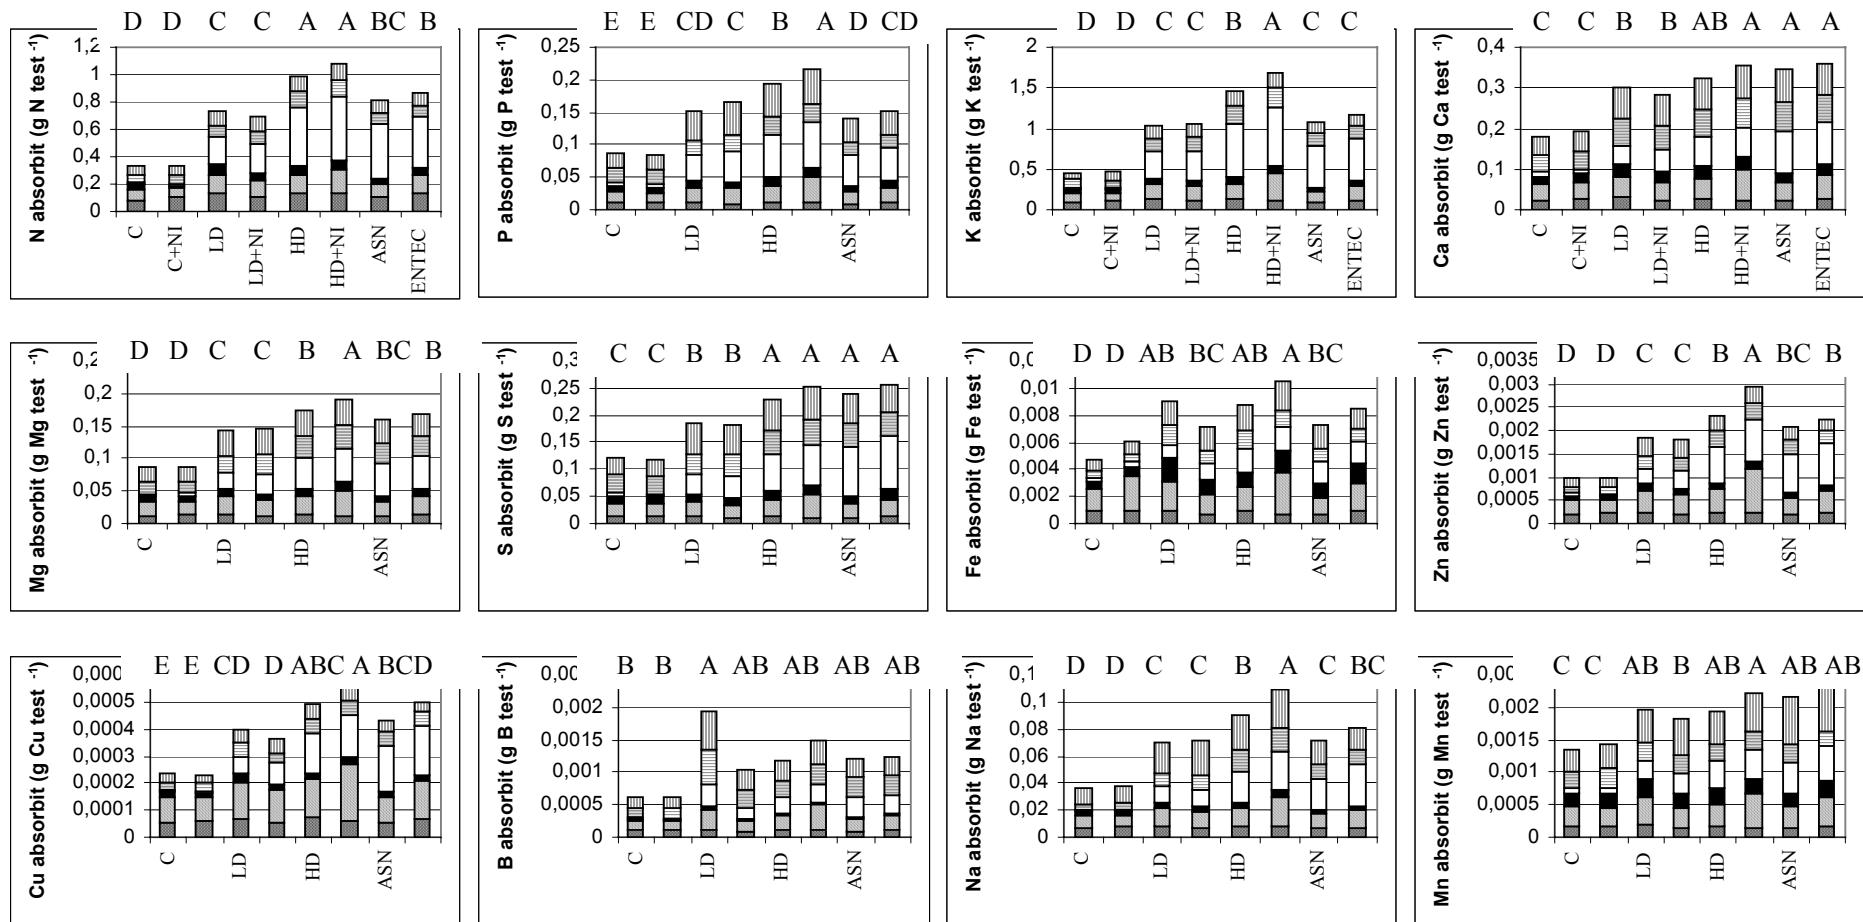 D D C C A A BC B
N absorbit (g N test ⁻¹)
1,2
1
0,8
0,6
0,4
0,2
0
C
C+NI
LD
LD+NI
HD
HD+NI
ASN
ENTEC
E E CD C B A D CD
P absorbit (g P test ⁻¹)
0,25
0,2
0,15
0,1
0,05
0
C
LD
HD
ASN
D D C C B A C C
K absorbit (g K test ⁻¹)
2
1,5
1
0,5
0
C
C+NI
LD
LD+NI
HD
HD+NI
ASN
ENTEC
C C B B AB A A A
Ca absorbit (g Ca test ⁻¹)
0,4
0,3
0,2
0,1
0
C
C+NI
LD
LD+NI
HD
HD+NI
ASN
ENTEC
D D C C B A BC B
Mg absorbit (g Mg test ⁻¹)
0,2
0,2
0,15
0,1
0,05
0
C
LD
HD
ASN
C C B B A A A A
S absorbit (g S test ⁻¹)
0,3
0,25
0,2
0,15
0,1
0,05
0
C
LD
HD
ASN
D D AB BC AB A BC
Fe absorbit (g Fe test ⁻¹)
0,0
0,01
0,008
0,006
0,004
0,002
0
C
LD
HD
ASN
D D C C B A BC B
Zn absorbit (g Zn test ⁻¹)
0,0035
0,003
0,0025
0,002
0,0015
0,001
0,0005
0
C
LD
HD
ASN
E E CD D ABC A BCD
Cu absorbit (g Cu test ⁻¹)
0,000
0,0005
0,0004
0,0003
0,0002
0,0001
0
C
LD
HD
ASN
B B A AB AB AB AB
B absorbit (g B test ⁻¹)
0,00
0,002
0,0015
0,001
0,0005
0
C
LD
HD
ASN
D D C C B A C BC
Na absorbit (g Na test ⁻¹)
0,1
0,1
0,08
0,06
0,04
0,02
0
C
LD
HD
ASN
C C AB B AB A AB AB
Mn absorbit (g Mn test ⁻¹)
0,00
0,002
0,0015
0,001
0,0005
0
C
LD
HD
ASN